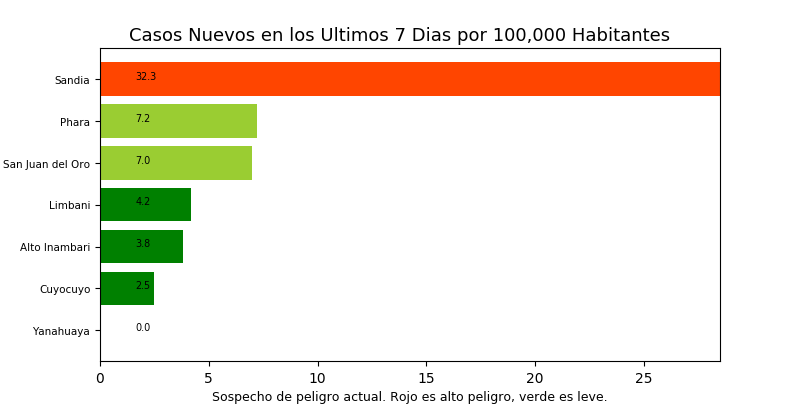 Casos Nuevos en los Ultimos 7 Dias por 100,000 Habitantes
Sandia 32.3
Phara 7.2
San Juan del Oro 7.0
Limbani 4.2
Alto Inambari 3.8
Cuyocuyo 2.5
Yanahuaya 0.0
0 5 10 15 20 25
Sospecho de peligro actual. Rojo es alto peligro, verde es leve.